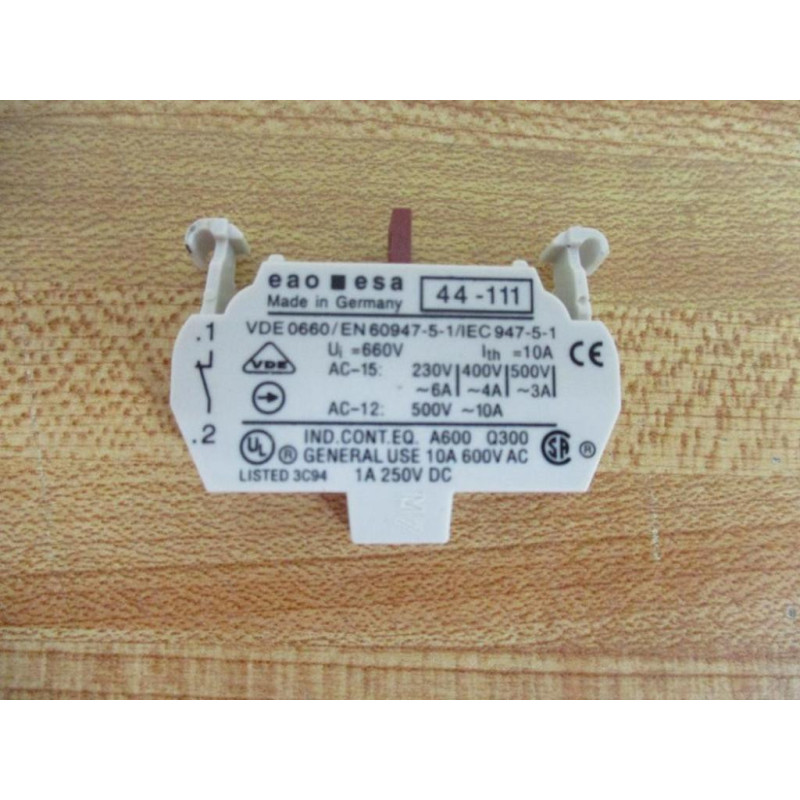 eao ■ esa 44-111
Made in Germany
VDE 0660/EN 60947-5-1/IEC 947-5-1
.1
Ui =660V Ith =10A CE
VDE
AC-15: 230V 400V 500V
~6A ~4A ~3A
AC-12: 500V ~10A
.2
UL ® IND.CONT.EQ. A600 Q300 SA ®
GENERAL USE 10A 600V AC
LISTED 3C94 1A 250V DC